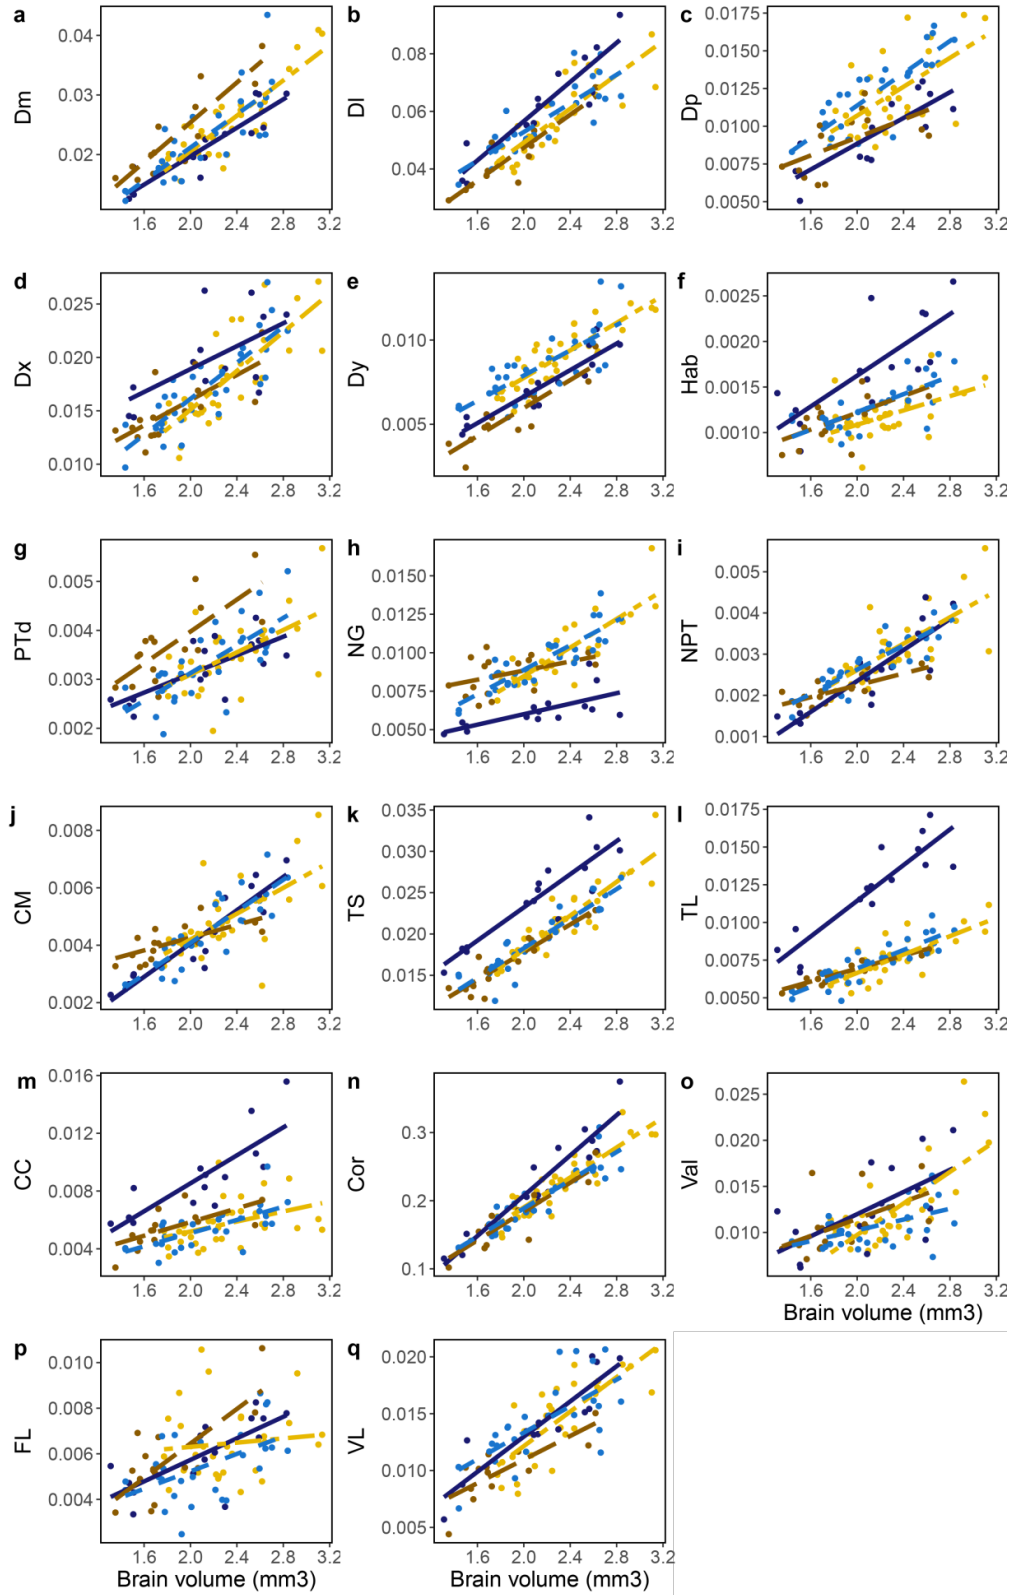 a
Dm
0.04
0.03
0.02
1.6 2.0 2.4 2.8 3.2
b
Dl
0.08
0.06
0.04
1.6 2.0 2.4 2.8 3.2
c
Dp
0.0175
0.0150
0.0125
0.0100
0.0075
0.0050
1.6 2.0 2.4 2.8 3.2
d
Dx
0.025
0.020
0.015
0.010
1.6 2.0 2.4 2.8 3.2
e
Dy
0.010
0.005
1.6 2.0 2.4 2.8 3.2
f
Hab
0.0025
0.0020
0.0015
0.0010
1.6 2.0 2.4 2.8 3.2
g
PTd
0.005
0.004
0.003
0.002
1.6 2.0 2.4 2.8 3.2
h
NG
0.0150
0.0125
0.0100
0.0075
0.0050
1.6 2.0 2.4 2.8 3.2
i
NPT
0.005
0.004
0.003
0.002
0.001
1.6 2.0 2.4 2.8 3.2
j
CM
0.008
0.006
0.004
0.002
1.6 2.0 2.4 2.8 3.2
k
TS
0.035
0.030
0.025
0.020
0.015
1.6 2.0 2.4 2.8 3.2
l
TL
0.0175
0.0150
0.0125
0.0100
0.0075
0.0050
1.6 2.0 2.4 2.8 3.2
m
CC
0.016
0.012
0.008
0.004
1.6 2.0 2.4 2.8 3.2
n
Cor
0.3
0.2
0.1
1.6 2.0 2.4 2.8 3.2
o
Val
0.025
0.020
0.015
0.010
1.6 2.0 2.4 2.8 3.2
Brain volume (mm3)
p
FL
0.010
0.008
0.006
0.004
1.6 2.0 2.4 2.8 3.2
Brain volume (mm3)
q
VL
0.020
0.015
0.010
0.005
1.6 2.0 2.4 2.8 3.2
Brain volume (mm3)